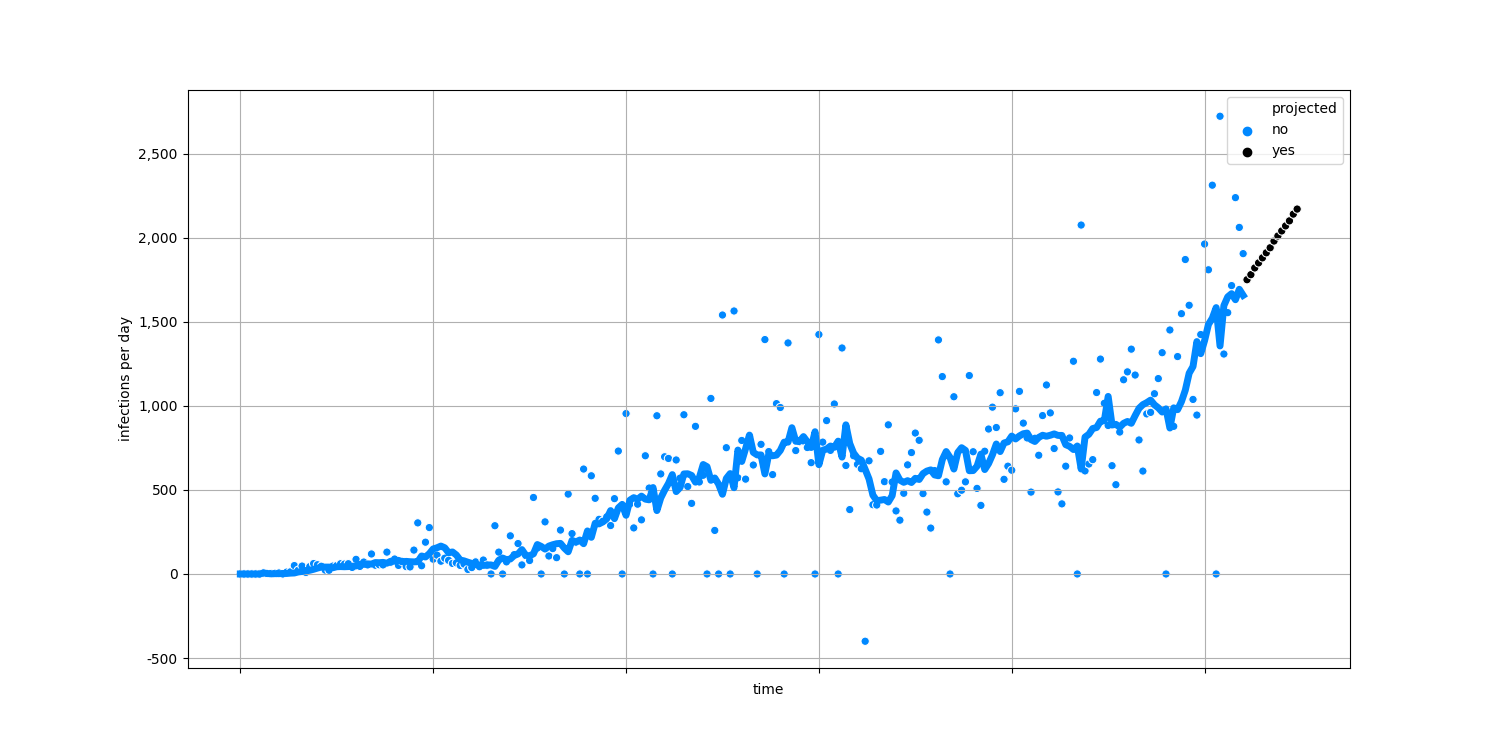 projected
no
yes
2,500
2,000
1,500
1,000
500
0
-500
infections per day
time